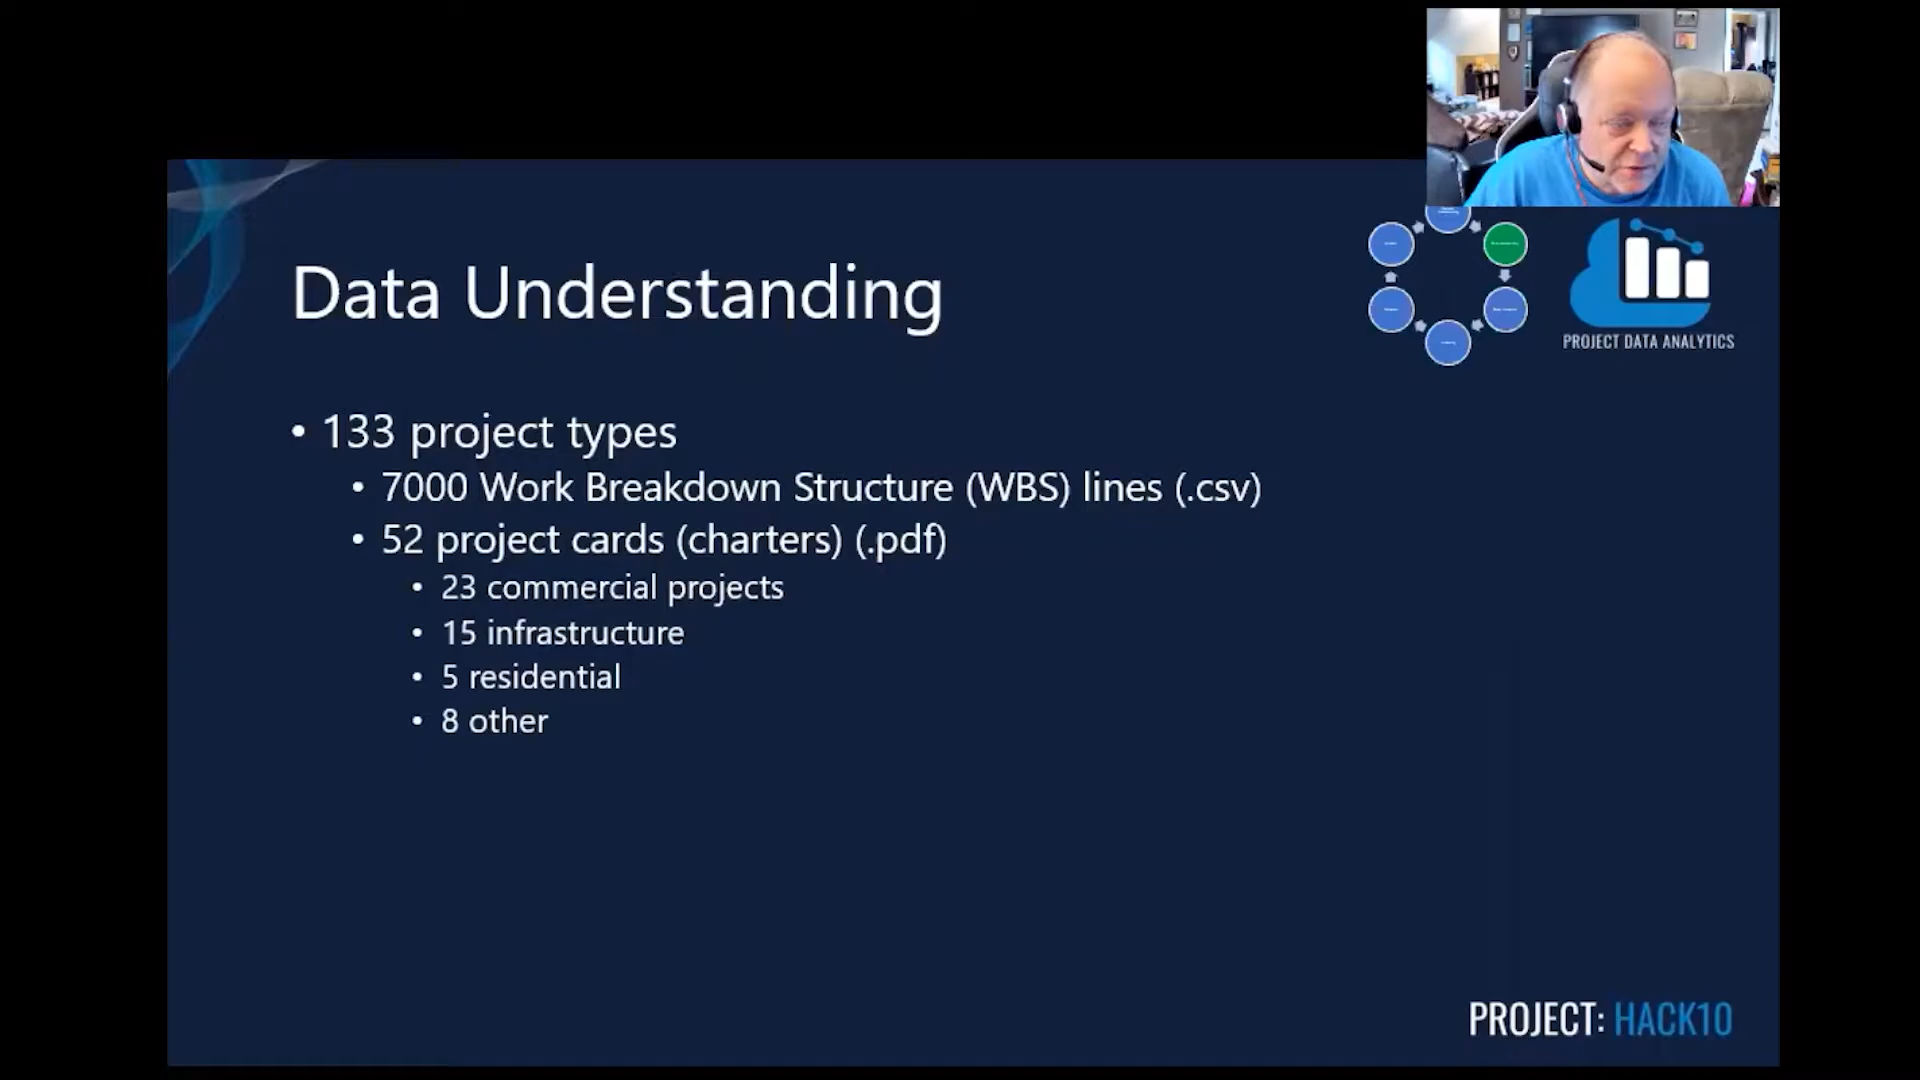 Data Understanding
PROJECT DATA ANALYTICS
• 133 project types
• 7000 Work Breakdown Structure (WBS) lines (.csv)
• 52 project cards (charters) (.pdf)
• 23 commercial projects
• 15 infrastructure
• 5 residential
• 8 other
PROJECT: HACK10